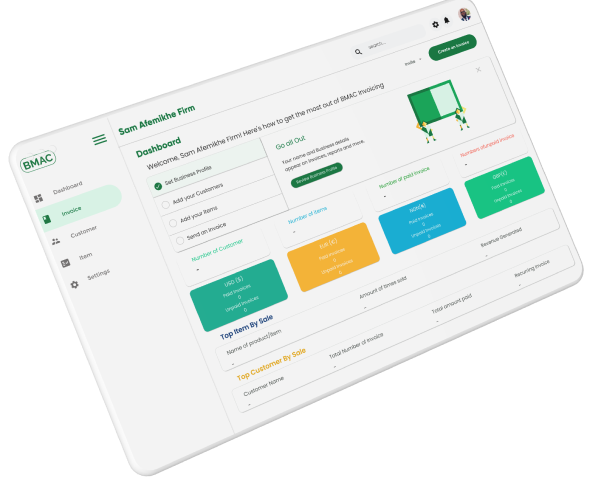 BMAC
Dashboard
Invoice
Customer
Item
Settings
Sam Afemikhe Firm
Search...
Invoice
Create an Invoice
Dashboard
Welcome, Sam Afemikhe Firm! Here's how to get the most out of BMAC Invoicing
Set Business Profile
Add your Customers
Add your Items
Send an Invoice
Go all Out
Your name and Business details
appear on invoices, reports and more.
Review Business Profile
Number of Customer
-
Number of items
-
Number of paid invoice
-
Numbers of unpaid invoice
-
USD ($)
Paid Invoices
0
Unpaid Invoices
0
EUR (€)
Paid Invoices
0
Unpaid Invoices
0
NGN(₦)
Paid Invoices
0
Unpaid Invoices
0
GBP(£)
Paid Invoices
0
Unpaid Invoices
0
Top Item By Sale
Name of product/item
-
Amount of times sold
-
Revenue Generated
-
Top Customer By Sale
Customer Name
-
Total Number of invoice
-
Total amount paid
-
Recurring Invoice
-